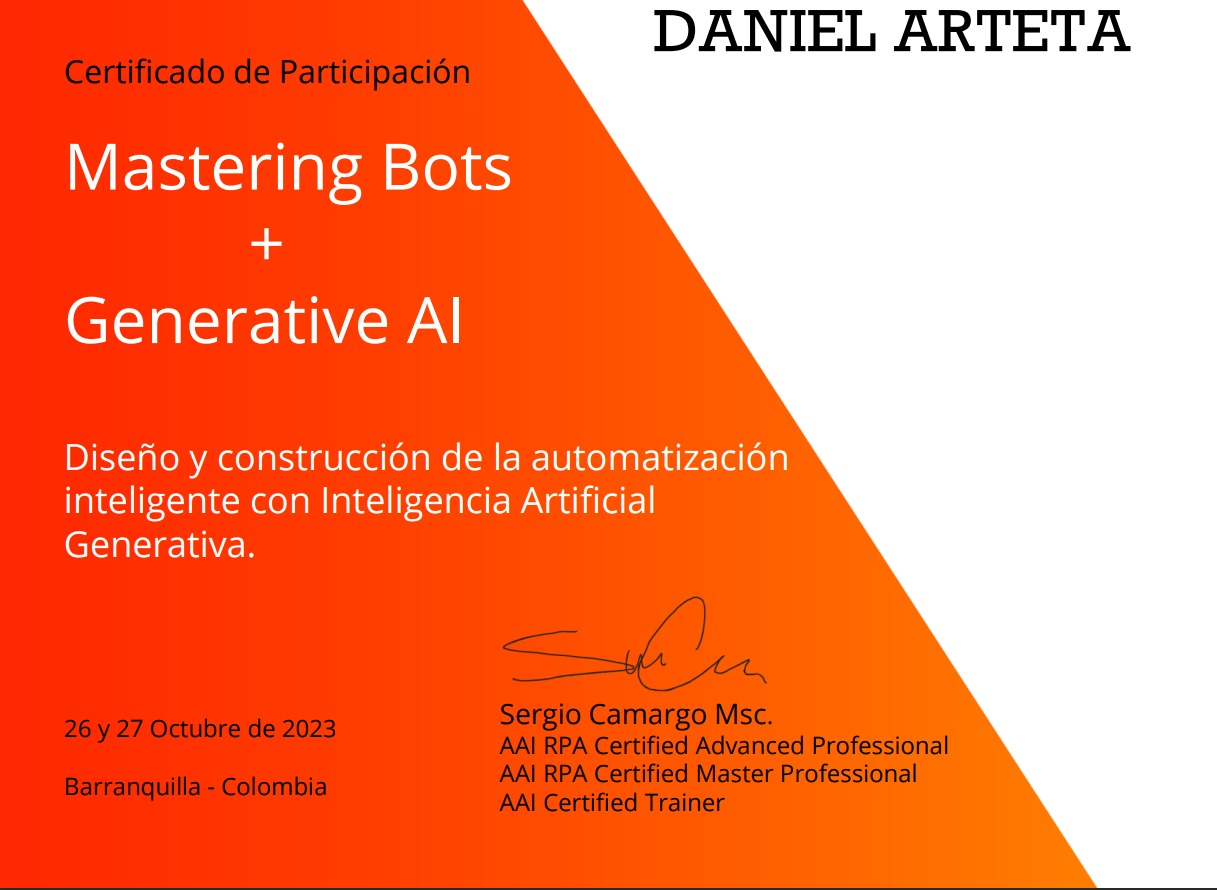 DANIEL ARTETA
Certificado de Participación
Mastering Bots
+
Generative AI
Diseño y construcción de la automatización
inteligente con Inteligencia Artificial
Generativa.
26 y 27 Octubre de 2023
Barranquilla - Colombia
Sergio Camargo Msc.
AAI RPA Certified Advanced Professional
AAI RPA Certified Master Professional
AAI Certified Trainer